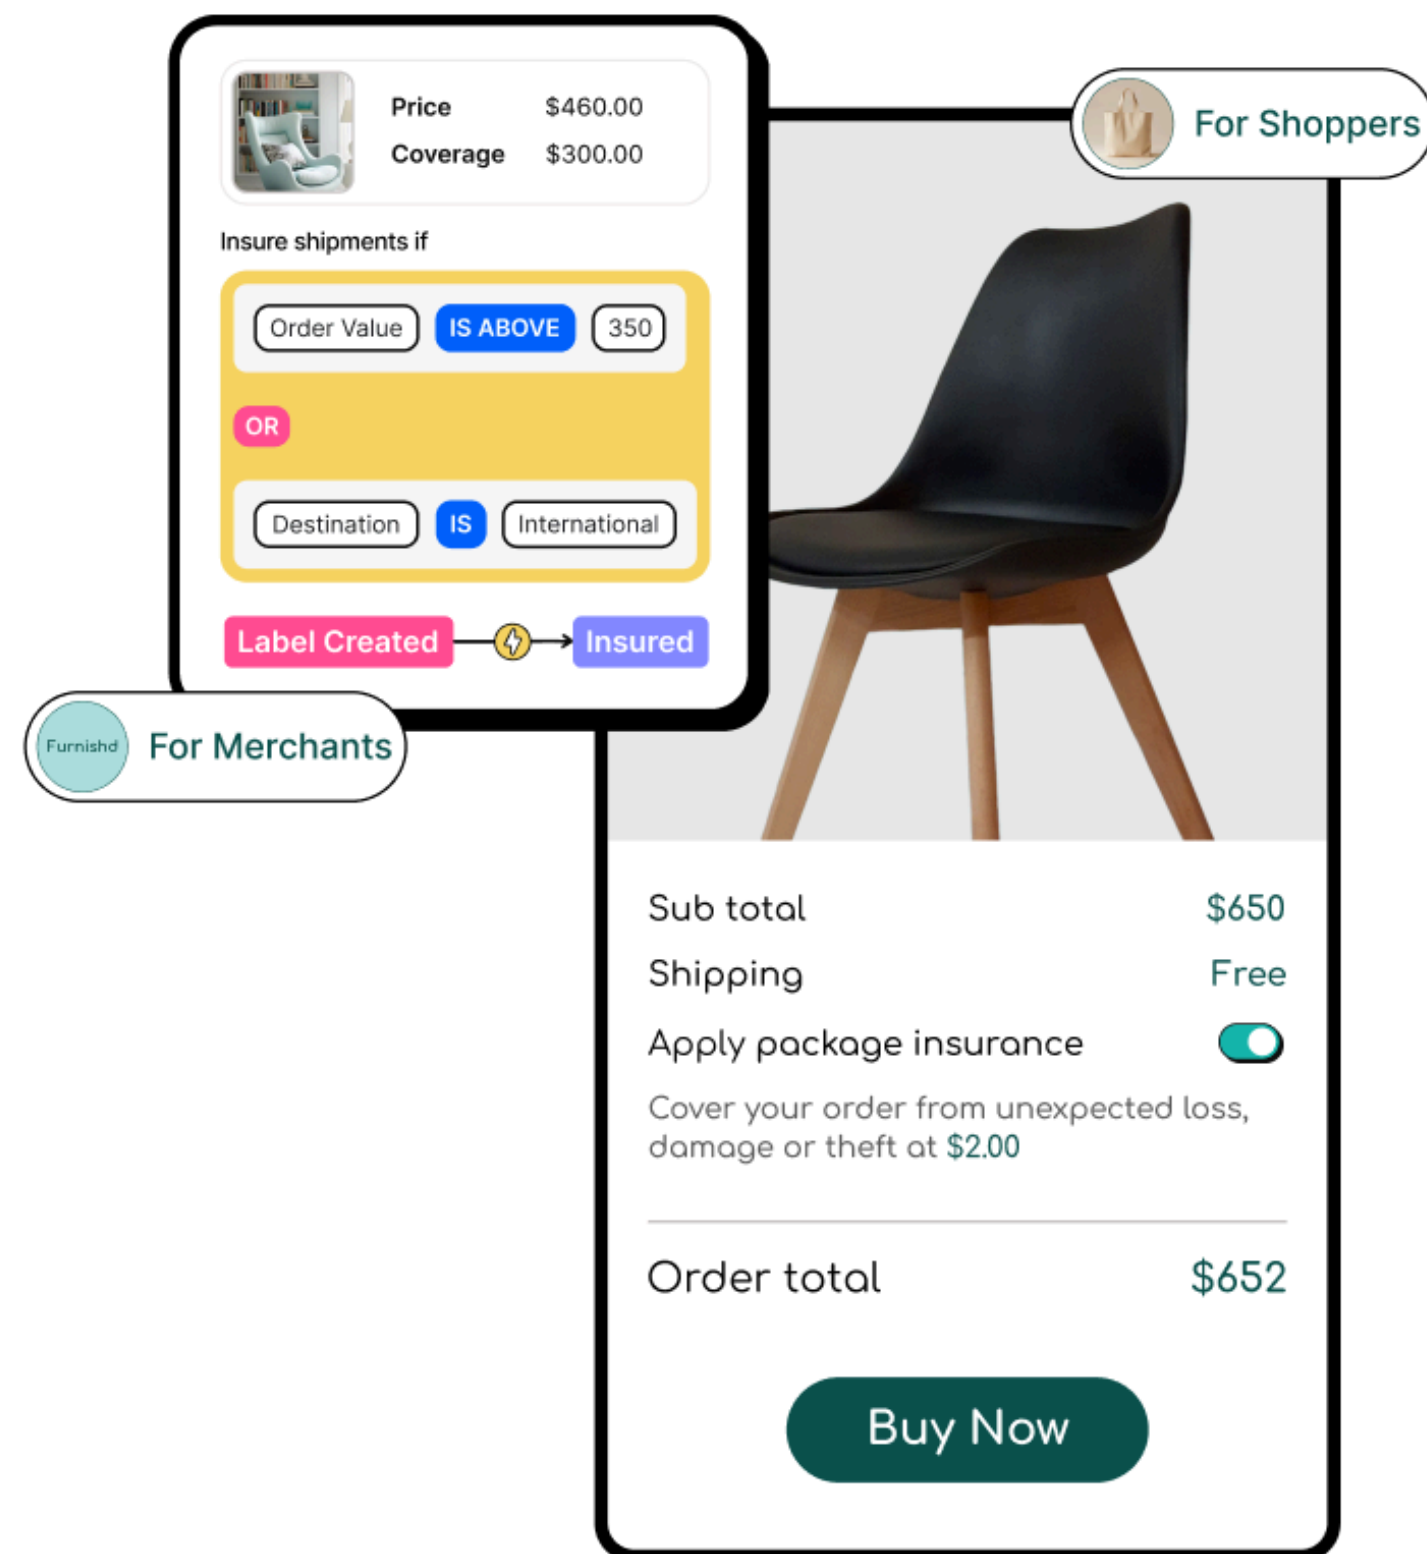 Price $460.00
Coverage $300.00
Insure shipments if
Order Value IS ABOVE 350
OR
Destination IS International
Label Created Insured
Furnishd For Merchants
For Shoppers
Sub total $650
Shipping Free
Apply package insurance
Cover your order from unexpected loss,
damage or theft at $2.00
Order total $652
Buy Now